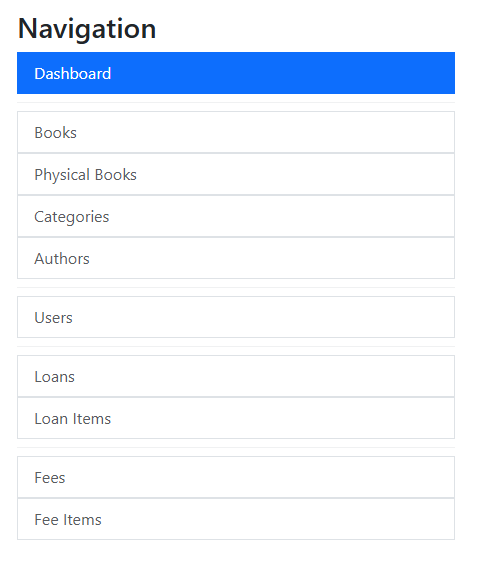 Navigation
Dashboard
Books
Physical Books
Categories
Authors
Users
Loans
Loan Items
Fees
Fee Items